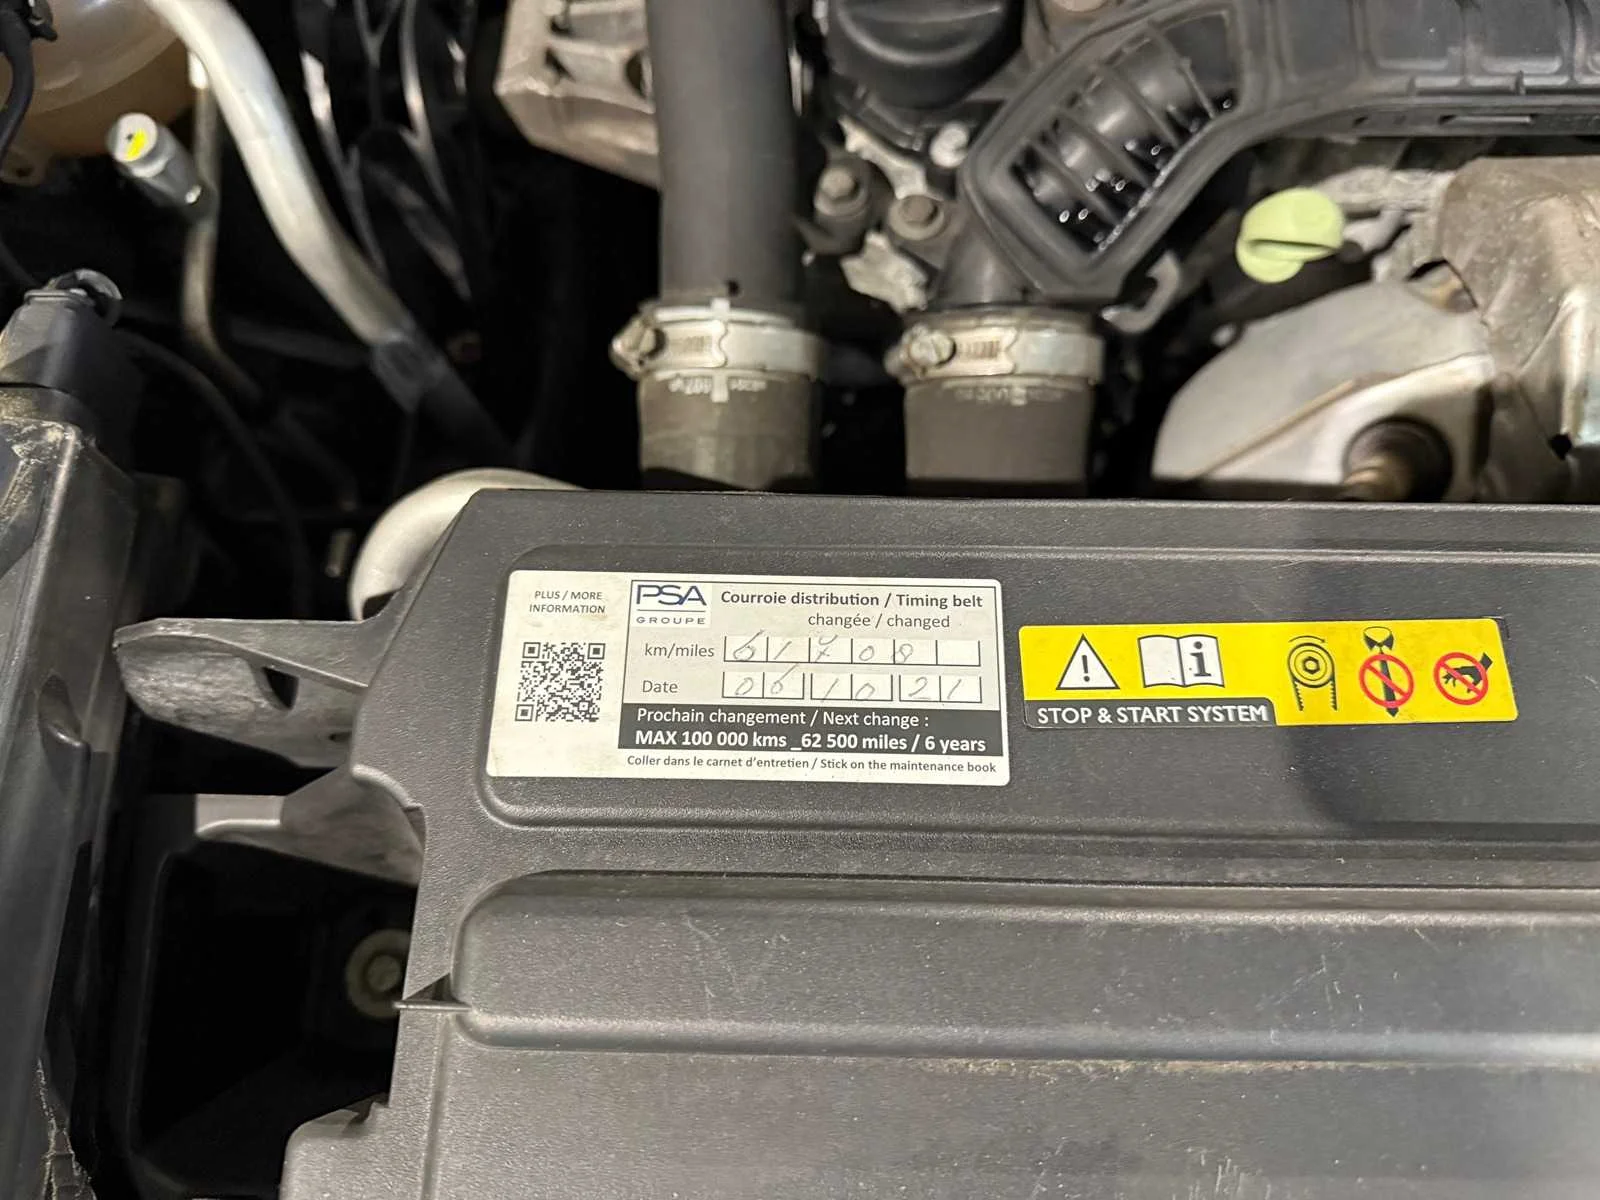 PLUS / MORE
INFORMATION
PSA
GROUPE
Courroie distribution / Timing belt
changée / changed
km/miles 61708
Date 06 10 21
Prochain changement / Next change :
MAX 100 000 kms _62 500 miles / 6 years
Coller dans le carnet d'entretien / Stick on the maintenance book
STOP & START SYSTEM